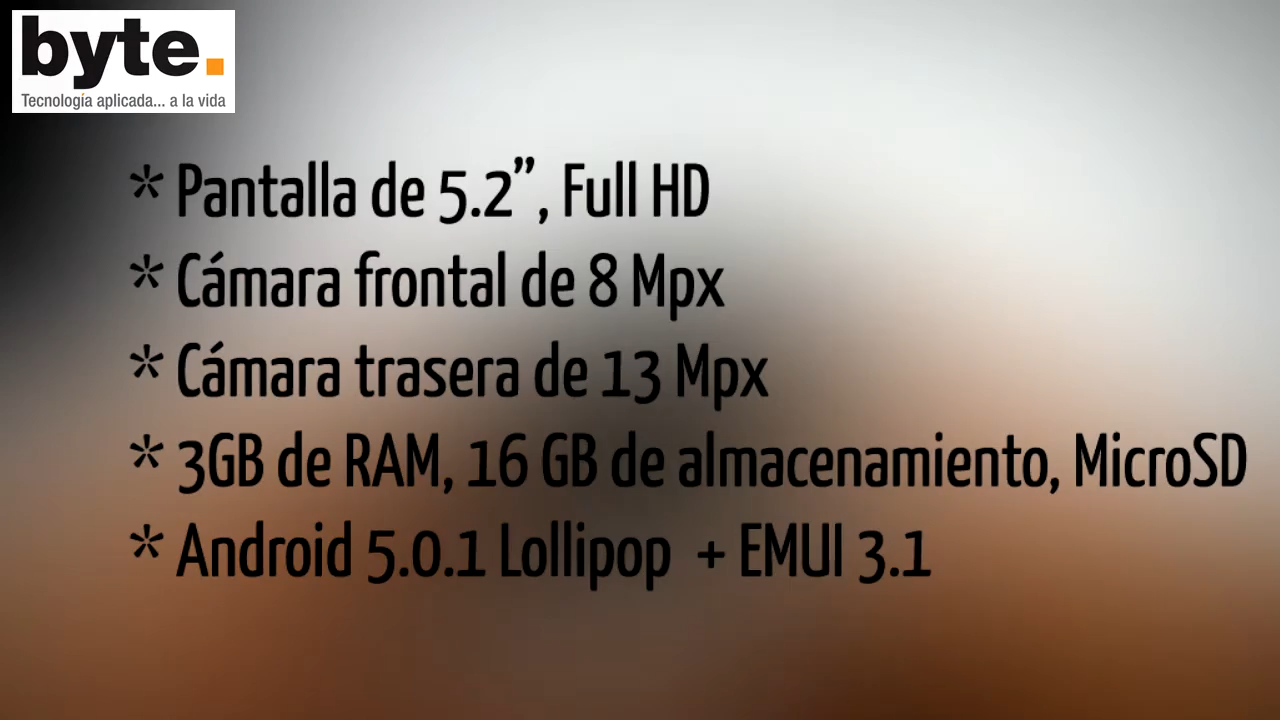 byte.
Tecnología aplicada... a la vida
* Pantalla de 5.2”, Full HD
* Cámara frontal de 8 Mpx
* Cámara trasera de 13 Mpx
* 3GB de RAM, 16 GB de almacenamiento, MicroSD
* Android 5.0.1 Lollipop + EMUI 3.1